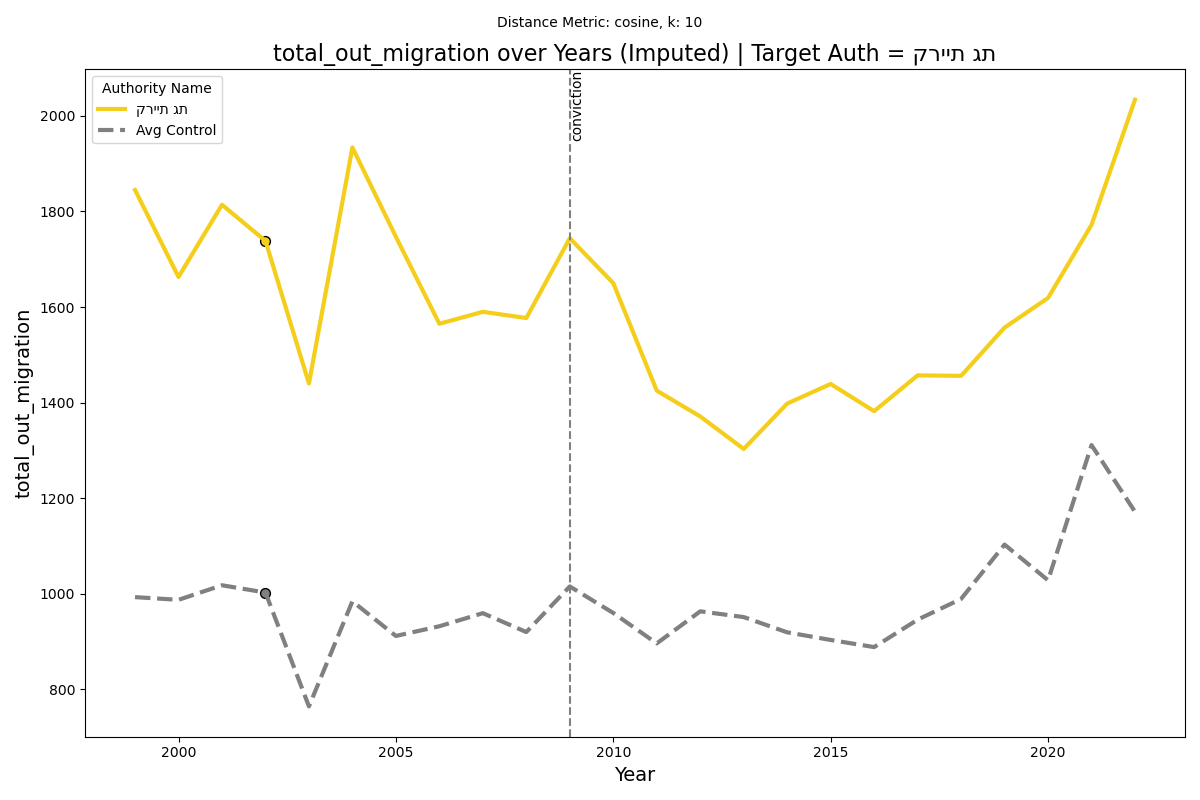 Distance Metric: cosine, k: 10
total_out_migration over Years (Imputed) | Target Auth = קריית גת
Authority Name
קריית גת
Avg Control
conviction
total_out_migration
2000
1800
1600
1400
1200
1000
800
2000 2005 2010 2015 2020
Year